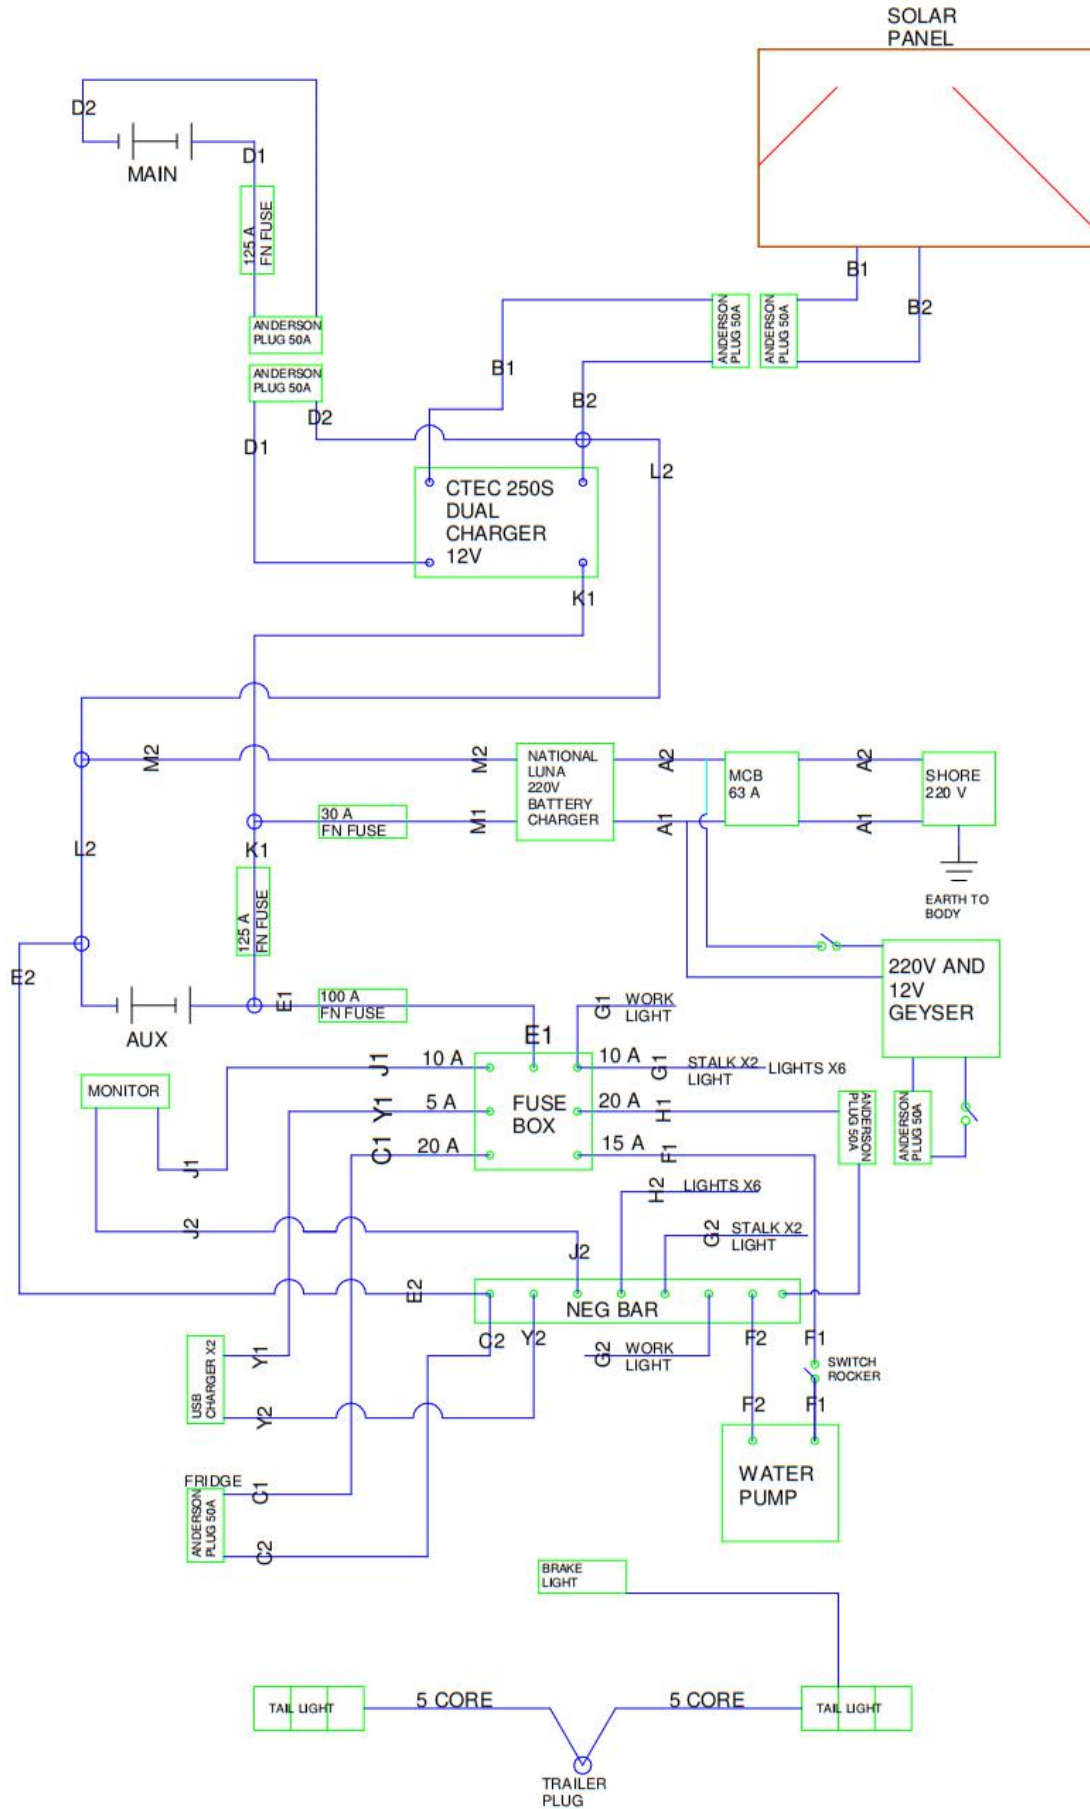 SOLAR
PANEL
D2
MAIN
D1
125 A
FN FUSE
B1
B2
ANDERSON
PLUG 50A
ANDERSON
PLUG 50A
ANDERSON
PLUG 50A
ANDERSON
PLUG 50A
B1
B2
D2
D1
L2
CTEC 250S
DUAL
CHARGER
12V
K1
M2
M2
NATIONAL
LUNA
220V
BATTERY
CHARGER
A2
MCB
63 A
A2
SHORE
220 V
30 A
FN FUSE
M1
A1
A1
L2
K1
125 A
FN FUSE
EARTH TO
BODY
E2
220V AND
12V
GEYSER
AUX
E1
100 A
FN FUSE
E1
G1
WORK
LIGHT
MONITOR
J1
10 A
10 A
G1
STALK X2
LIGHT
LIGHTS X6
Y1
5 A
FUSE
BOX
20 A
H1
ANDERSON
PLUG 50A
ANDERSON
PLUG 50A
C1
20 A
15 A
F1
J1
H2
LIGHTS X6
J2
G2
STALK X2
LIGHT
J2
E2
NEG BAR
C2
Y2
G2
WORK
LIGHT
F2
F1
USB
CHARGER X2
Y1
SWITCH
ROCKER
Y2
F2
F1
FRIDGE
ANDERSON
PLUG 50A
C1
C2
WATER
PUMP
BRAKE
LIGHT
TAIL LIGHT
5 CORE
5 CORE
TAIL LIGHT
TRAILER
PLUG